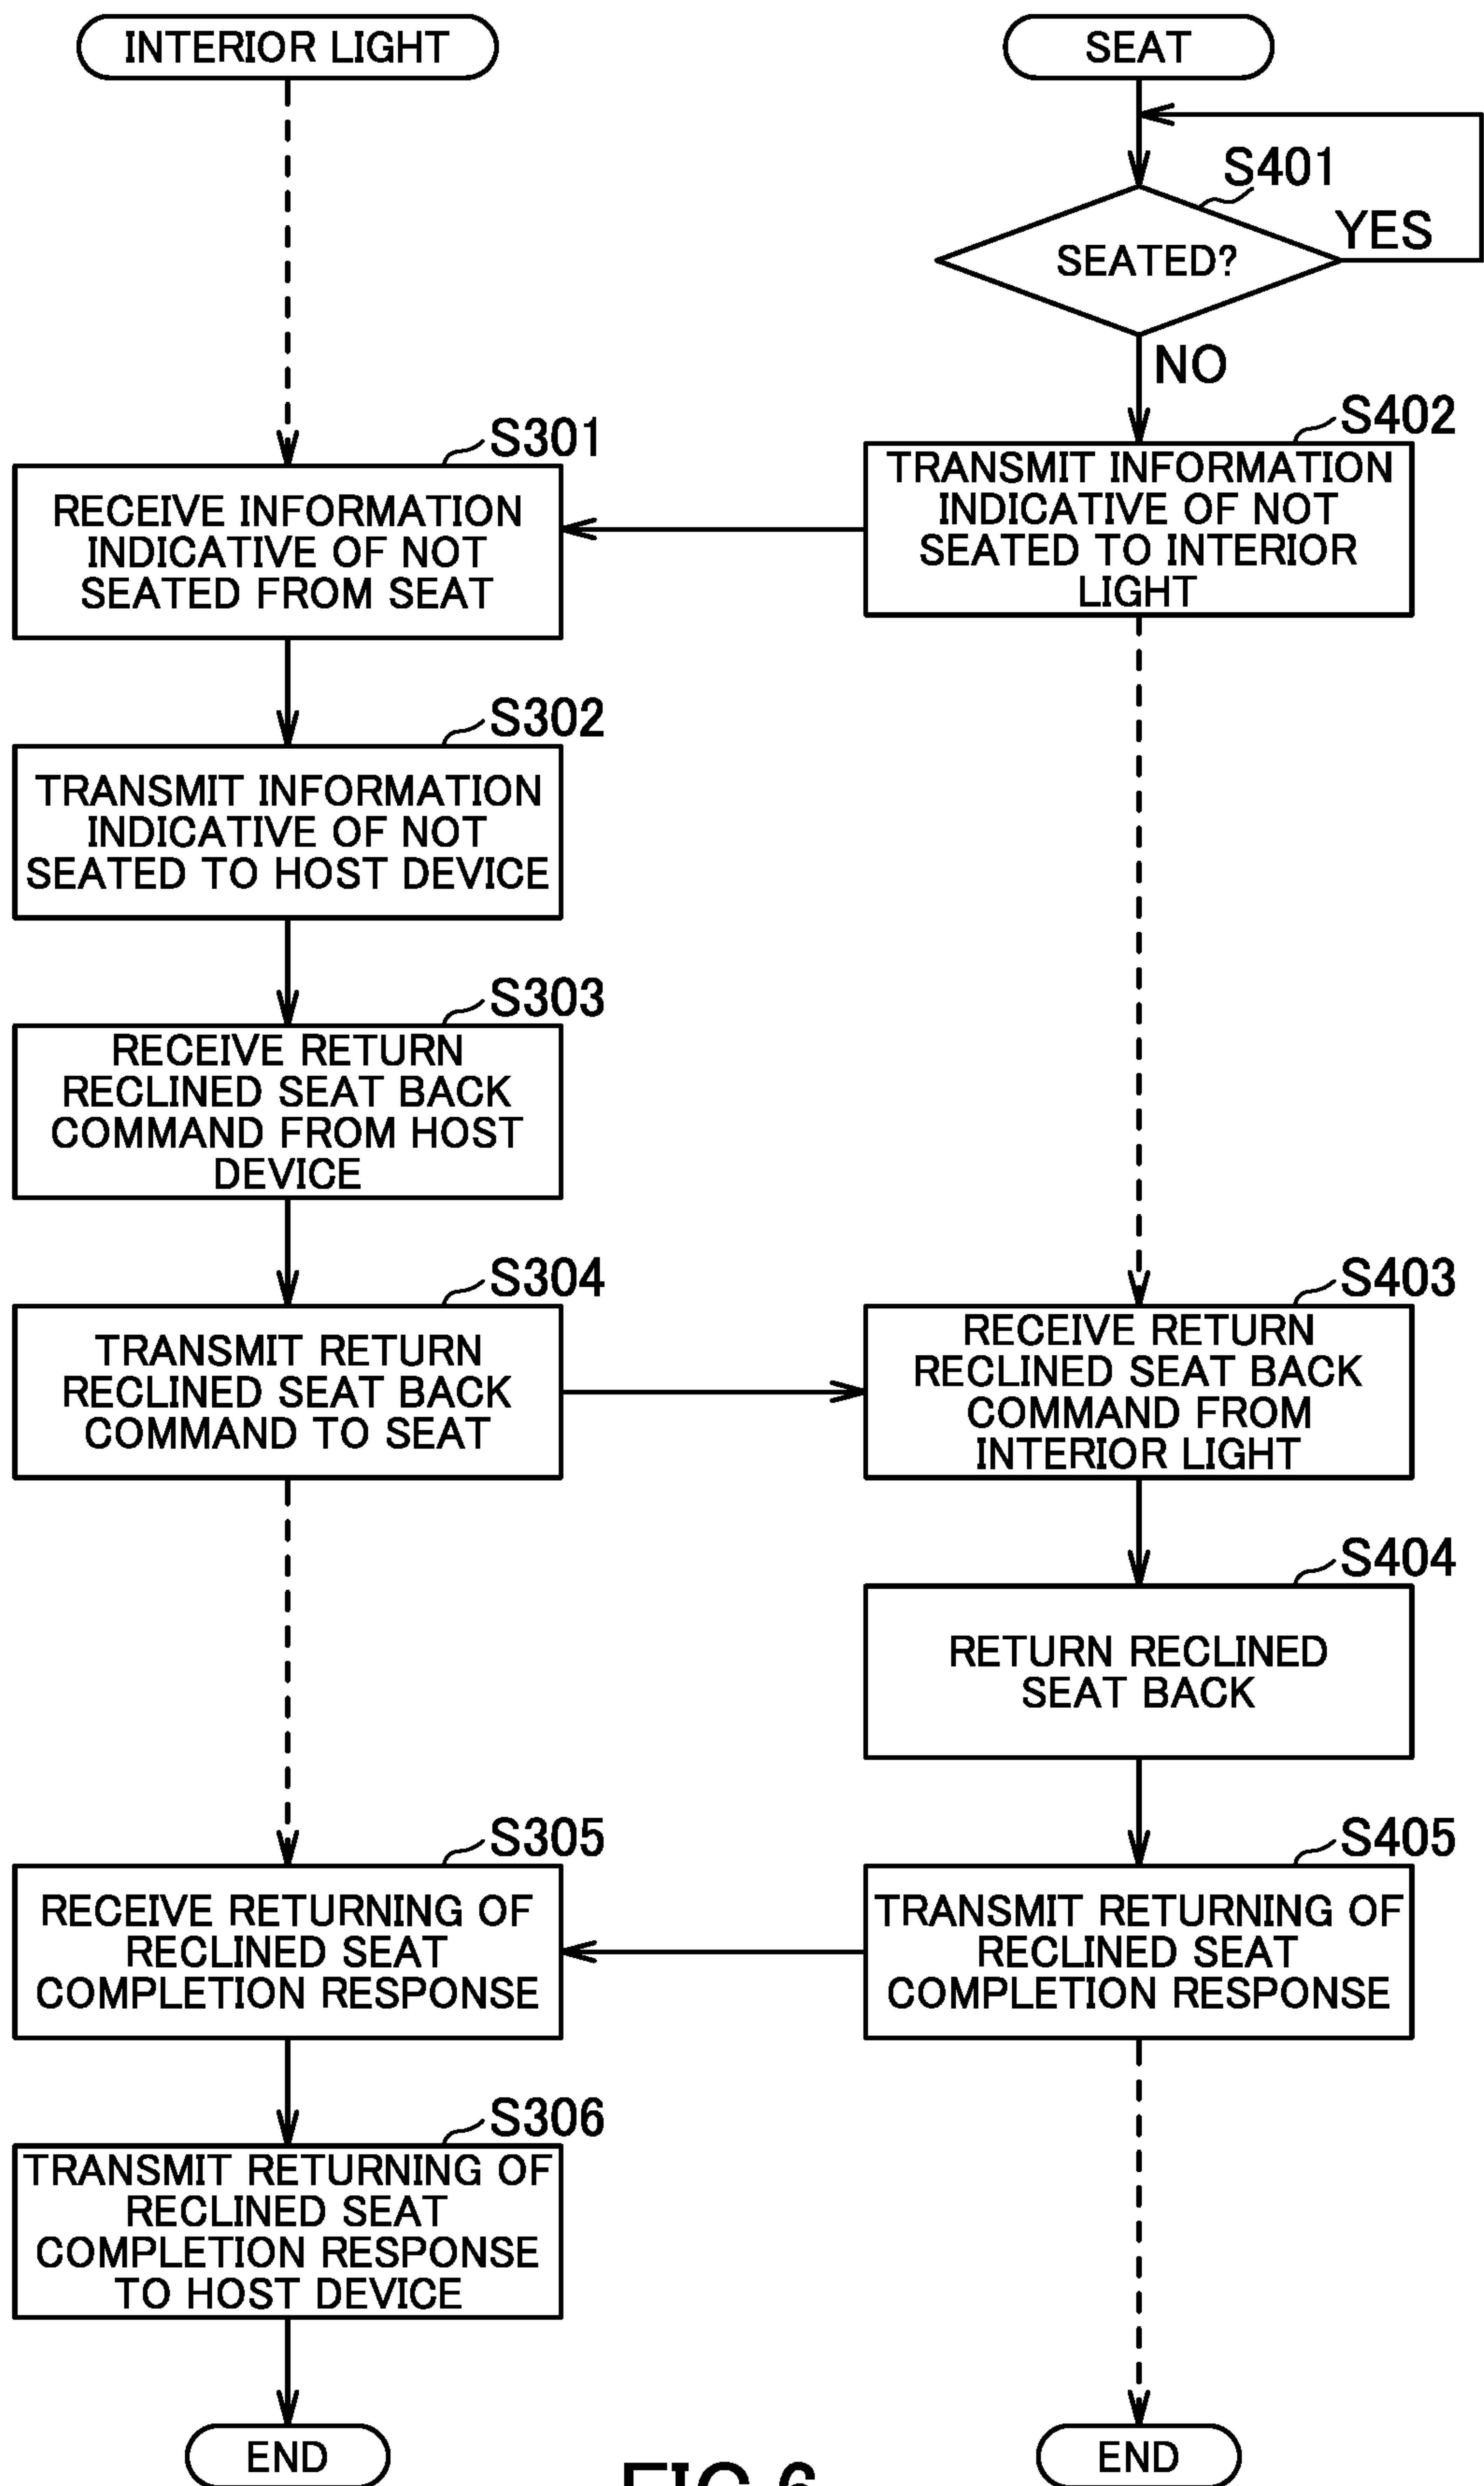 INTERIOR LIGHT
SEAT
S401
SEATED?
YES
NO
S301
RECEIVE INFORMATION
INDICATIVE OF NOT
SEATED FROM SEAT
S402
TRANSMIT INFORMATION
INDICATIVE OF NOT
SEATED TO INTERIOR
LIGHT
S302
TRANSMIT INFORMATION
INDICATIVE OF NOT
SEATED TO HOST DEVICE
S303
RECEIVE RETURN
RECLINED SEAT BACK
COMMAND FROM HOST
DEVICE
S304
TRANSMIT RETURN
RECLINED SEAT BACK
COMMAND TO SEAT
S403
RECEIVE RETURN
RECLINED SEAT BACK
COMMAND FROM
INTERIOR LIGHT
S404
RETURN RECLINED
SEAT BACK
S305
RECEIVE RETURNING OF
RECLINED SEAT
COMPLETION RESPONSE
S405
TRANSMIT RETURNING OF
RECLINED SEAT
COMPLETION RESPONSE
S306
TRANSMIT RETURNING OF
RECLINED SEAT
COMPLETION RESPONSE
TO HOST DEVICE
END
END
FIG.6